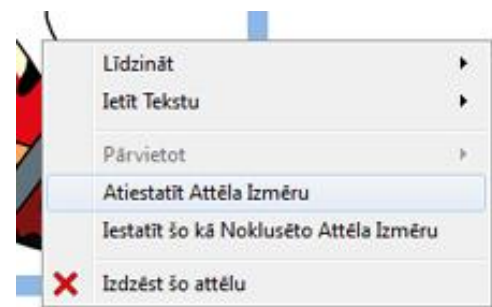 Līdzināt
Ietīt Tekstu
Pārvietot
Atiestatīt Attēla Izmēru
Iestatīt šo kā Noklusēto Attēla Izmēru
Izdzēst šo attēlu